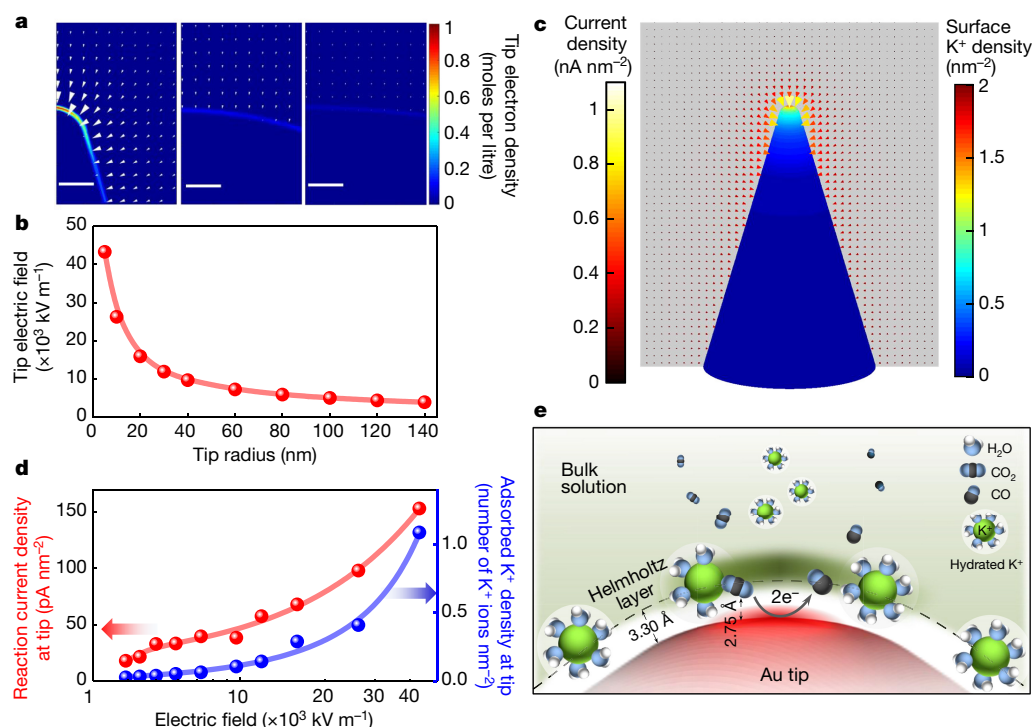 a
1
0.8
0.6
0.4
0.2
0
Tip electron density
(moles per litre)
b
50
40
30
20
10
0
Tip electric field
(×10³ kV m⁻¹)
0 20 40 60 80 100 120 140
Tip radius (nm)
c
Current
density
(nA nm⁻²)
1
0.8
0.6
0.4
0.2
0
Surface
K⁺ density
(nm⁻²)
2
1.5
1
0.5
0
d
150
100
50
0
Reaction current density
at tip (pA nm⁻²)
1.0
0.5
0.0
Adsorbed K⁺ density at tip
(number of K⁺ ions nm⁻²)
1 10 20 30 40
Electric field (×10³ kV m⁻¹)
e
Bulk
solution
H₂O
CO₂
CO
K⁺
Hydrated K⁺
Helmholtz
layer
3.30 Å
2.75 Å
2e⁻
Au tip